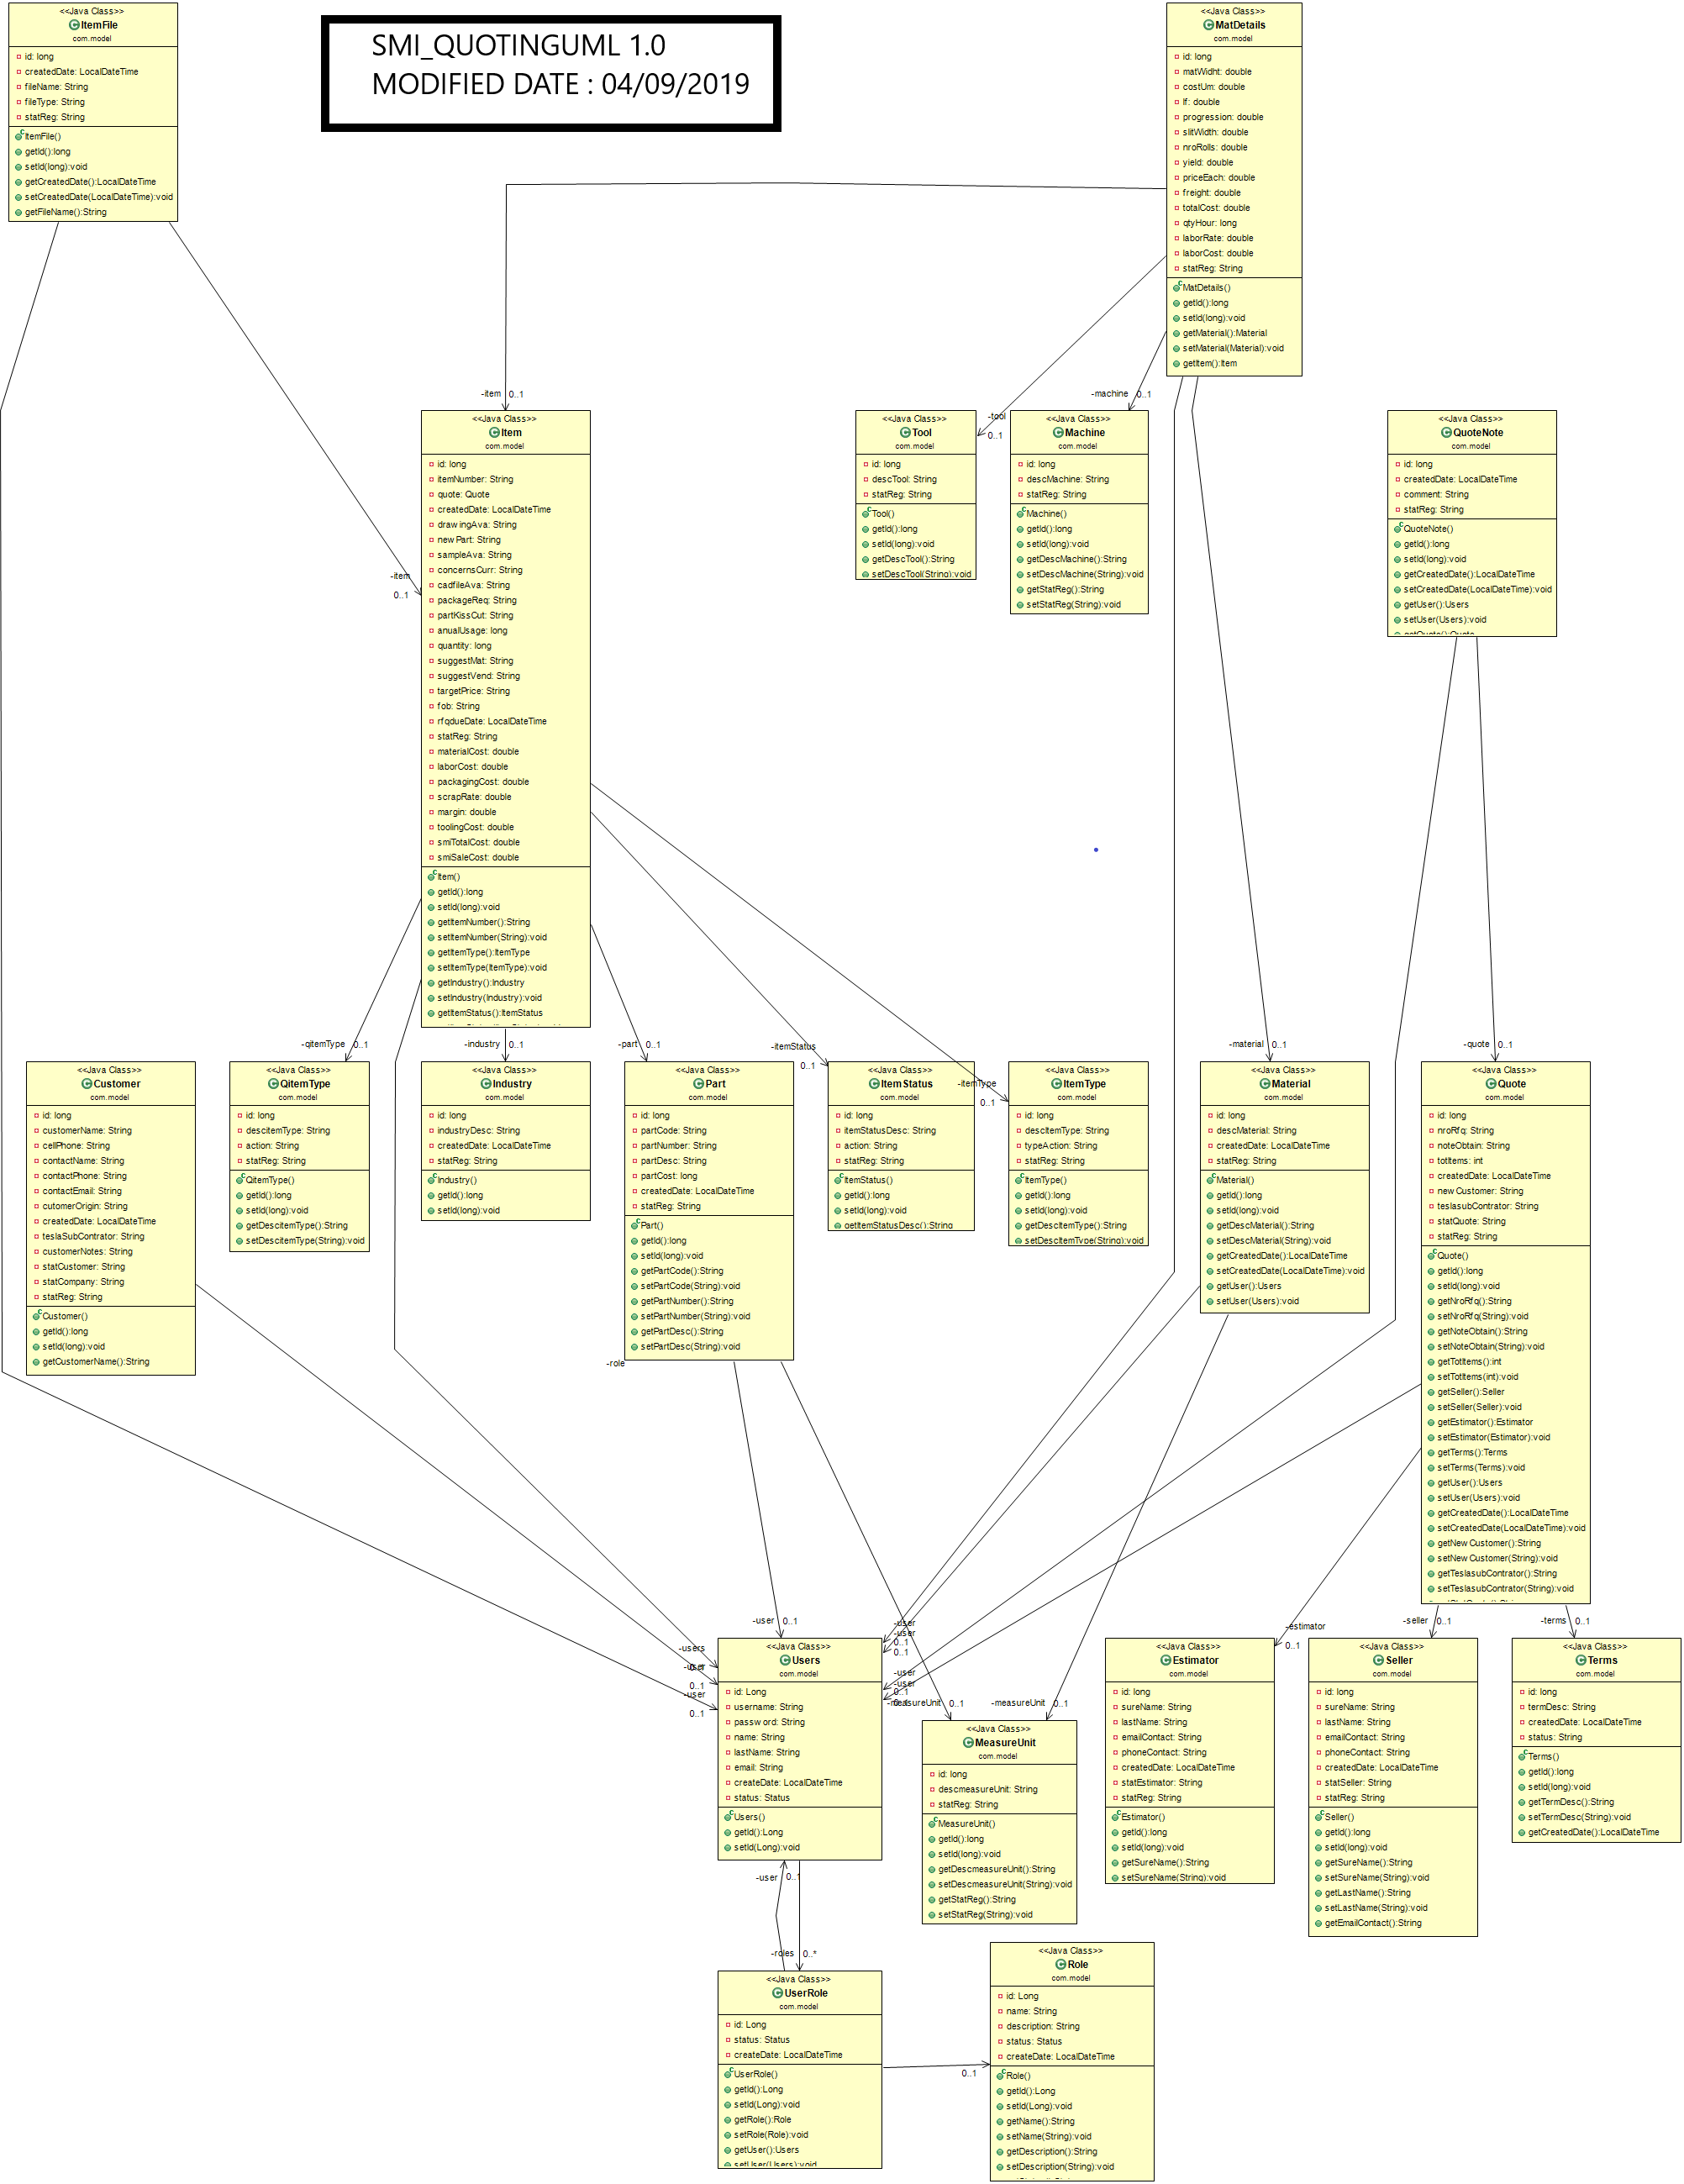 SMI_QUOTINGUML 1.0
MODIFIED DATE : 04/09/2019
<<Java Class>>
ItemFile
com.model
id: long
createdDate: LocalDateTime
fileName: String
fileType: String
statReg: String
ItemFile()
getId():long
setId(long):void
getCreatedDate():LocalDateTime
setCreatedDate(LocalDateTime):void
getFileName():String
<<Java Class>>
MatDetails
com.model
id: long
matWidht: double
costUm: double
lf: double
progression: double
slitWidth: double
nroRolls: double
yield: double
priceEach: double
freight: double
totalCost: double
qtyHour: long
laborRate: double
laborCost: double
statReg: String
MatDetails()
getId():long
setId(long):void
getMaterial():Material
setMaterial(Material):void
getItem():Item
-item 0..1
-machine 0..1
-tool
0..1
-item
0..1
<<Java Class>>
Item
com.model
id: long
itemNumber: String
quote: Quote
createdDate: LocalDateTime
drawingAva: String
newPart: String
sampleAva: String
concernsCurr: String
cadfileAva: String
packageReq: String
partKissCut: String
anualUsage: long
quantity: long
suggestMat: String
suggestVend: String
targetPrice: String
fob: String
rfqdueDate: LocalDateTime
statReg: String
materialCost: double
laborCost: double
packagingCost: double
scrapRate: double
margin: double
toolingCost: double
smiTotalCost: double
smiSaleCost: double
Item()
getId():long
setId(long):void
getItemNumber():String
setItemNumber(String):void
getItemType():ItemType
setItemType(ItemType):void
getIndustry():Industry
setIndustry(Industry):void
getItemStatus():ItemStatus
<<Java Class>>
Tool
com.model
id: long
descTool: String
statReg: String
Tool()
getId():long
setId(long):void
getDescTool():String
setDescTool(String):void
<<Java Class>>
Machine
com.model
id: long
descMachine: String
statReg: String
Machine()
getId():long
setId(long):void
getDescMachine():String
setDescMachine(String):void
getStatReg():String
setStatReg(String):void
<<Java Class>>
QuoteNote
com.model
id: long
createdDate: LocalDateTime
comment: String
statReg: String
QuoteNote()
getId():long
setId(long):void
getCreatedDate():LocalDateTime
setCreatedDate(LocalDateTime):void
getUser():Users
setUser(Users):void
getQuote():Quote
-qitemType 0..1
-industry 0..1
-part 0..1
-itemStatus
0..1
-itemType
0..1
-material 0..1
-quote 0..1
<<Java Class>>
Customer
com.model
id: long
customerName: String
cellPhone: String
contactName: String
contactPhone: String
contactEmail: String
cutomerOrigin: String
createdDate: LocalDateTime
teslaSubContrator: String
customerNotes: String
statCustomer: String
statCompany: String
statReg: String
Customer()
getId():long
setId(long):void
getCustomerName():String
<<Java Class>>
QitemType
com.model
id: long
descitemType: String
action: String
statReg: String
QitemType()
getId():long
setId(long):void
getDescitemType():String
setDescitemType(String):void
<<Java Class>>
Industry
com.model
id: long
industryDesc: String
createdDate: LocalDateTime
statReg: String
Industry()
getId():long
setId(long):void
<<Java Class>>
Part
com.model
id: long
partCode: String
partNumber: String
partDesc: String
partCost: long
createdDate: LocalDateTime
statReg: String
Part()
getId():long
setId(long):void
getPartCode():String
setPartCode(String):void
getPartNumber():String
setPartNumber(String):void
getPartDesc():String
setPartDesc(String):void
<<Java Class>>
ItemStatus
com.model
id: long
itemStatusDesc: String
action: String
statReg: String
ItemStatus()
getId():long
setId(long):void
getItemStatusDesc():String
<<Java Class>>
ItemType
com.model
id: long
descItemType: String
typeAction: String
statReg: String
ItemType()
getId():long
setId(long):void
getDescItemType():String
setDescItemType(String):void
<<Java Class>>
Material
com.model
id: long
descMaterial: String
createdDate: LocalDateTime
statReg: String
Material()
getId():long
setId(long):void
getDescMaterial():String
setDescMaterial(String):void
getCreatedDate():LocalDateTime
setCreatedDate(LocalDateTime):void
getUser():Users
setUser(Users):void
<<Java Class>>
Quote
com.model
id: long
nroRfq: String
noteObtain: String
totItems: int
createdDate: LocalDateTime
newCustomer: String
teslasubContrator: String
statQuote: String
statReg: String
Quote()
getId():long
setId(long):void
getNroRfq():String
setNroRfq(String):void
getNoteObtain():String
setNoteObtain(String):void
getTotItems():int
setTotItems(int):void
getSeller():Seller
setSeller(Seller):void
getEstimator():Estimator
setEstimator(Estimator):void
getTerms():Terms
setTerms(Terms):void
getUser():Users
setUser(Users):void
getCreatedDate():LocalDateTime
setCreatedDate(LocalDateTime):void
getNewCustomer():String
setNewCustomer(String):void
getTeslasubContrator():String
setTeslasubContrator(String):void
-role
-user 0..1
-users
0..1
-user
0..1
-user
0..1
-user
-user
0..1
0..1
-user
-user
0..1
-measureUnit 0..1
-measureUnit 0..1
-estimator
0..1
-seller 0..1
-terms 0..1
<<Java Class>>
Users
com.model
id: Long
username: String
password: String
name: String
lastName: String
email: String
createDate: LocalDateTime
status: Status
Users()
getId():Long
setId(Long):void
<<Java Class>>
MeasureUnit
com.model
id: long
descmeasureUnit: String
statReg: String
MeasureUnit()
getId():long
setId(long):void
getDescmeasureUnit():String
setDescmeasureUnit(String):void
getStatReg():String
setStatReg(String):void
<<Java Class>>
Estimator
com.model
id: long
sureName: String
lastName: String
emailContact: String
phoneContact: String
createdDate: LocalDateTime
statEstimator: String
statReg: String
Estimator()
getId():long
setId(long):void
getSureName():String
setSureName(String):void
<<Java Class>>
Seller
com.model
id: long
sureName: String
lastName: String
emailContact: String
phoneContact: String
createdDate: LocalDateTime
statSeller: String
statReg: String
Seller()
getId():long
setId(long):void
getSureName():String
setSureName(String):void
getLastName():String
setLastName(String):void
getEmailContact():String
<<Java Class>>
Terms
com.model
id: long
termDesc: String
createdDate: LocalDateTime
status: String
Terms()
getId():long
setId(long):void
getTermDesc():String
setTermDesc(String):void
getCreatedDate():LocalDateTime
-user 0..1
-roles 0..*
<<Java Class>>
UserRole
com.model
id: Long
status: Status
createDate: LocalDateTime
UserRole()
getId():Long
setId(Long):void
getRole():Role
setRole(Role):void
getUser():Users
setUser(Users):void
0..1
<<Java Class>>
Role
com.model
id: Long
name: String
description: String
status: Status
createDate: LocalDateTime
Role()
getId():Long
setId(Long):void
getName():String
setName(String):void
getDescription():String
setDescription(String):void